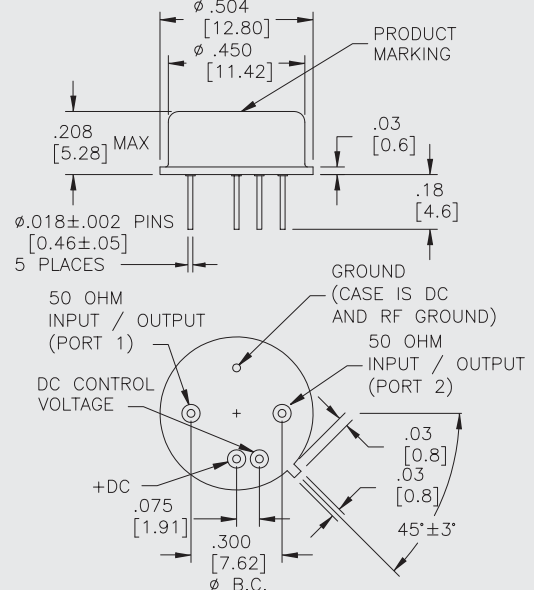 ø .504
[12.80]
ø .450
[11.42]
PRODUCT
MARKING
.208 MAX
[5.28]
.03
[0.6]
.18
[4.6]
ø.018±.002 PINS
[0.46±.05]
5 PLACES
GROUND
(CASE IS DC
AND RF GROUND)
50 OHM
INPUT / OUTPUT
(PORT 1)
50 OHM
INPUT / OUTPUT
(PORT 2)
DC CONTROL
VOLTAGE
+DC
.03
[0.8]
.03
[0.8]
.075
[1.91]
45°±3°
.300
[7.62]
ø B.C.